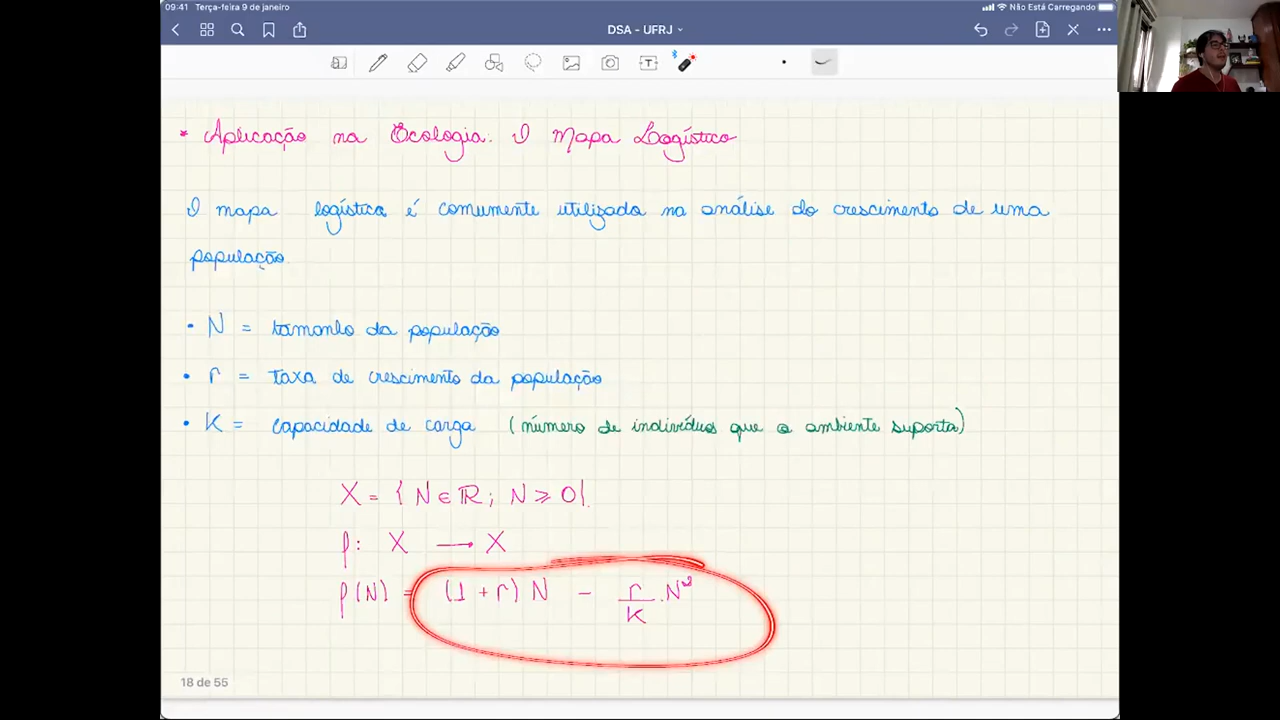 09:41 Terça-feira 9 de janeiro
Não Está Carregando
DSA - UFRJ
* Aplicação na Ecologia: O Mapa Logístico
O mapa logística é comumente utilizada na análise do crescimento de uma
população
• N = tamanho da população
• r = taxa de crescimento da população
• K = capacidade de carga (número de indivíduos que o ambiente suporta)
X = { N ∈ ℝ; N ≥ 0}.
f: X → X
f(N) = (1 + r) N - r/K . N²
18 de 55